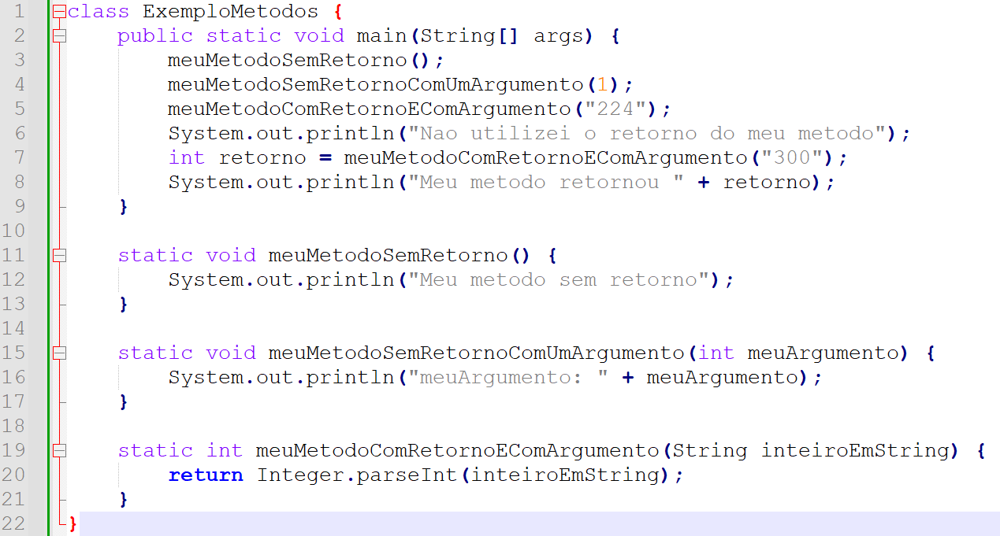 1 class ExemploMetodos {
2     public static void main(String[] args) {
3         meuMetodoSemRetorno();
4         meuMetodoSemRetornoComUmArgumento(1);
5         meuMetodoComRetornoEComArgumento("224");
6         System.out.println("Nao utilizei o retorno do meu metodo");
7         int retorno = meuMetodoComRetornoEComArgumento("300");
8         System.out.println("Meu metodo retornou " + retorno);
9     }
10
11     static void meuMetodoSemRetorno() {
12         System.out.println("Meu metodo sem retorno");
13     }
14
15     static void meuMetodoSemRetornoComUmArgumento(int meuArgumento) {
16         System.out.println("meuArgumento: " + meuArgumento);
17     }
18
19     static int meuMetodoComRetornoEComArgumento(String inteiroEmString) {
20         return Integer.parseInt(inteiroEmString);
21     }
22 }